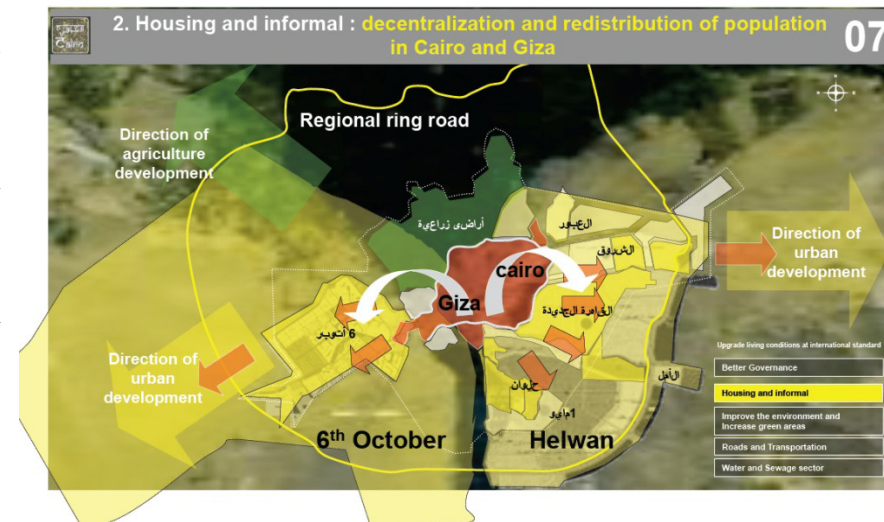 2. Housing and informal : decentralization and redistribution of population
in Cairo and Giza
07
Regional ring road
Direction of
agriculture
development
أراضى زراعية
العبور
الشروق
Direction of
urban
development
cairo
Giza
القاهرة الجديدة
6 أكتوبر
Direction of
urban
development
حلوان
الأمل
1مايو
6th October
Helwan
Upgrade living conditions at international standard
Better Governance
Housing and informal
Improve the environment and
Increase green areas
Roads and Transportation
Water and Sewage sector